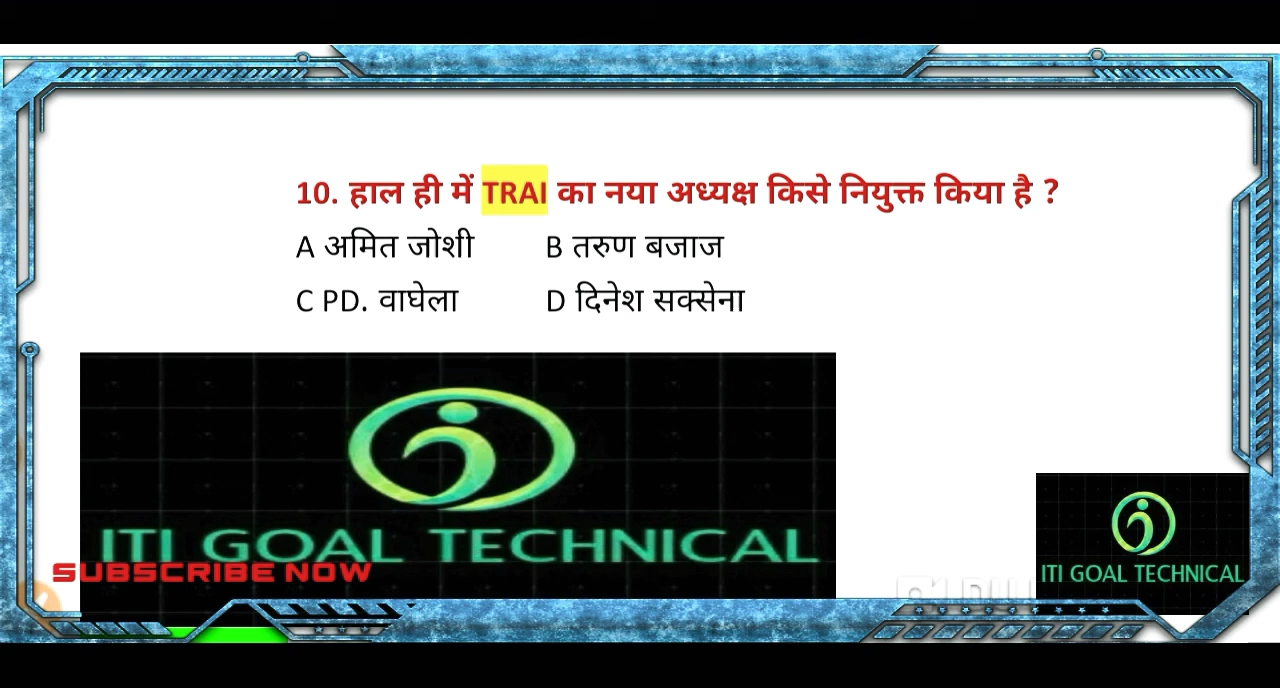 10. हाल ही में TRAI का नया अध्यक्ष किसे नियुक्त किया है ?
A अमित जोशी B तरुण बजाज
C PD. वाघेला D दिनेश सक्सेना
ITI GOAL TECHNICAL
SUBSCRIBE NOW
ITI GOAL TECHNICAL